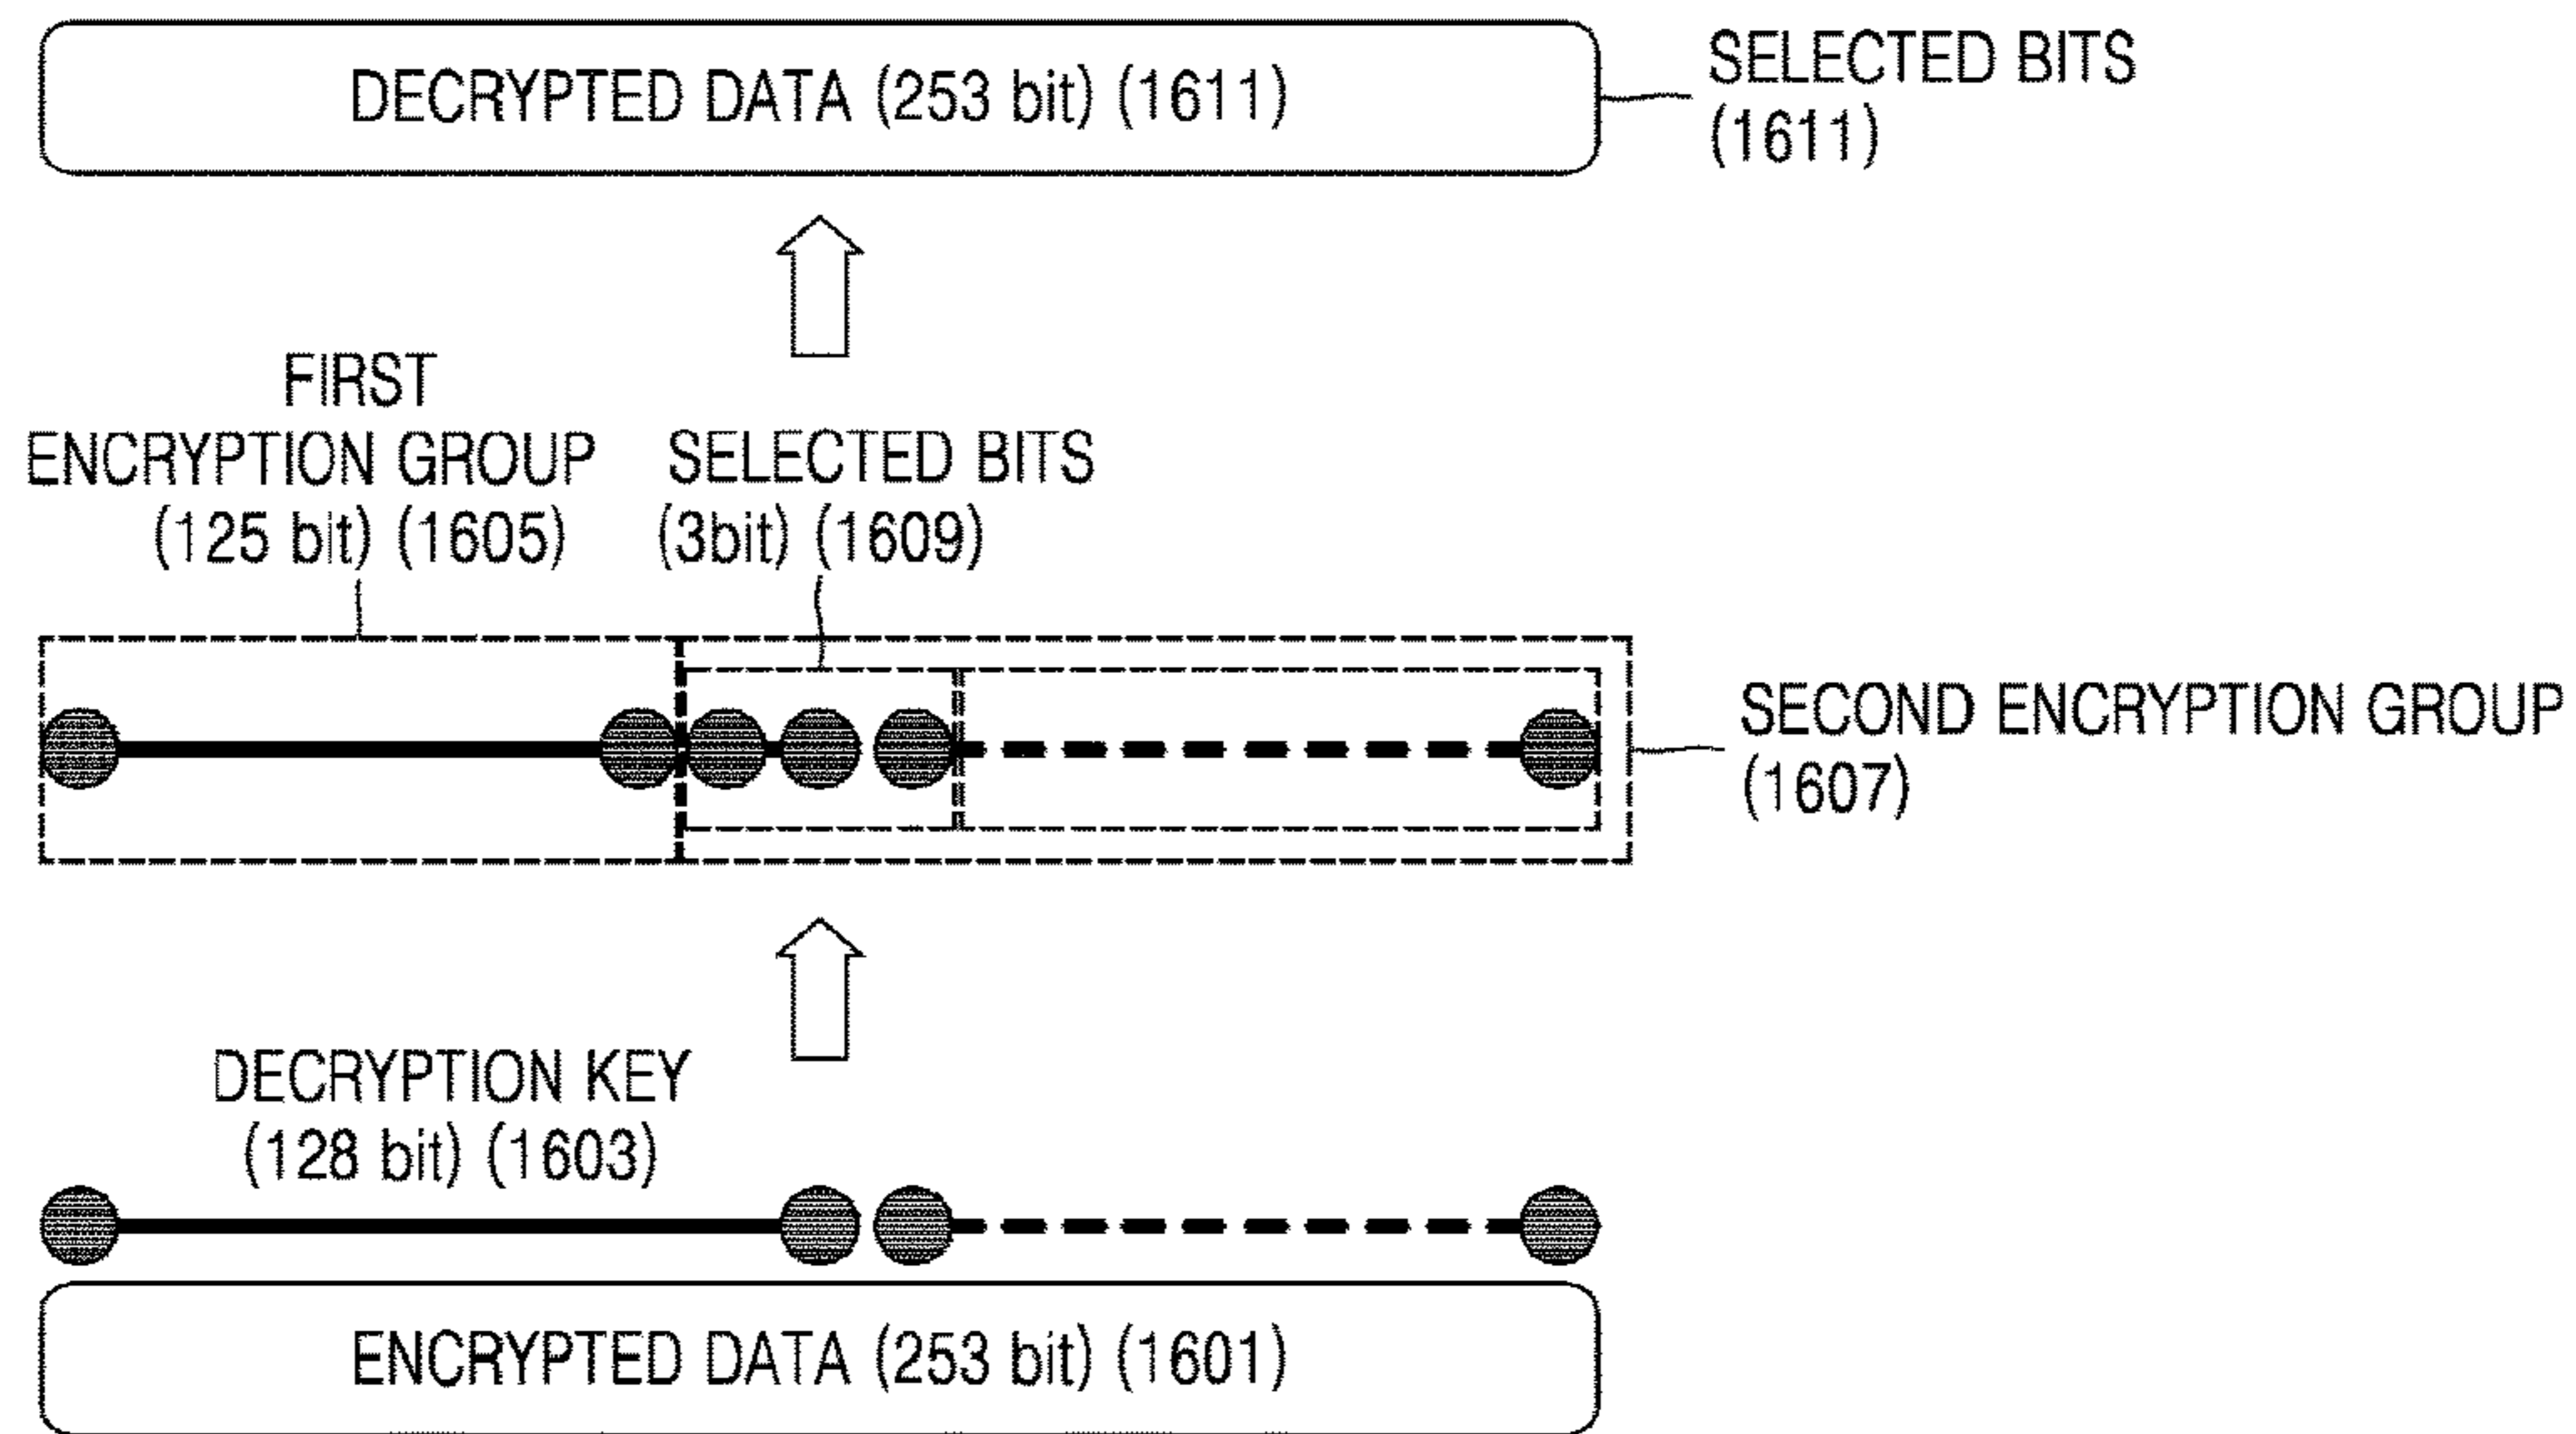 DECRYPTED DATA (253 bit) (1611)
SELECTED BITS
(1611)
FIRST
ENCRYPTION GROUP
(125 bit) (1605)
SELECTED BITS
(3bit) (1609)
SECOND ENCRYPTION GROUP
(1607)
DECRYPTION KEY
(128 bit) (1603)
ENCRYPTED DATA (253 bit) (1601)